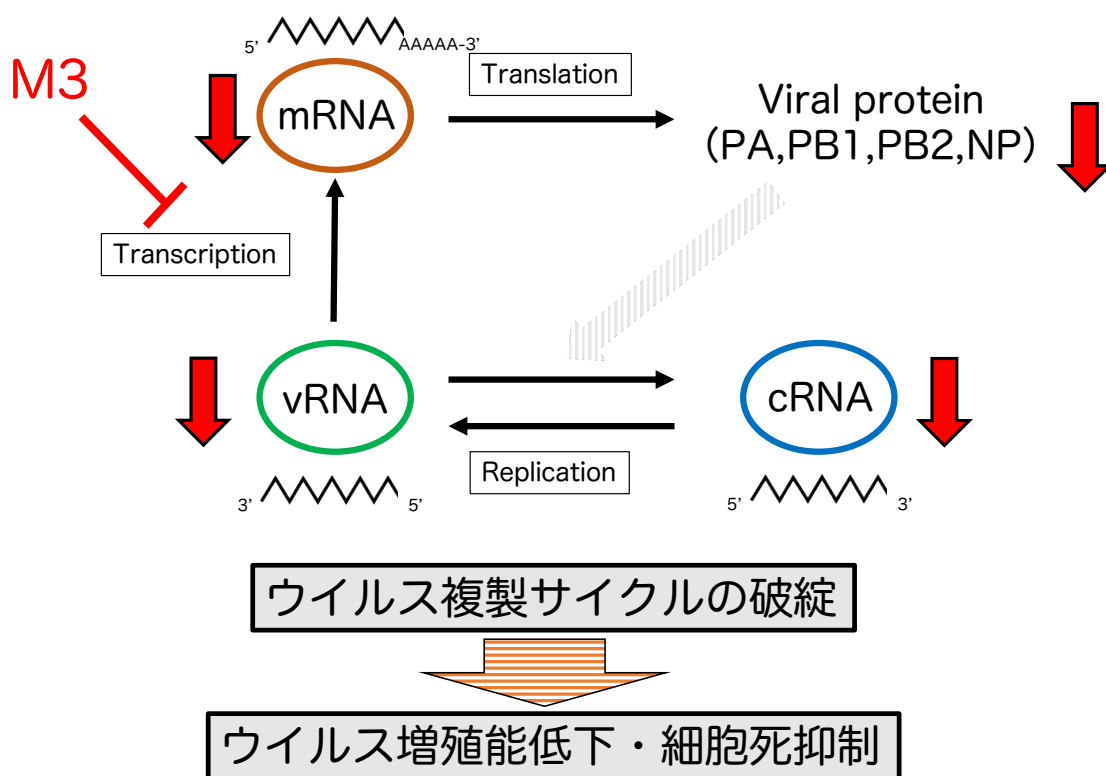 5’ AAAAA-3’
M3
mRNA
Translation
Viral protein
(PA,PB1,PB2,NP)
Transcription
vRNA
cRNA
Replication
3’ 5’
5’ 3’
ウイルス複製サイクルの破綻
ウイルス増殖能低下・細胞死抑制